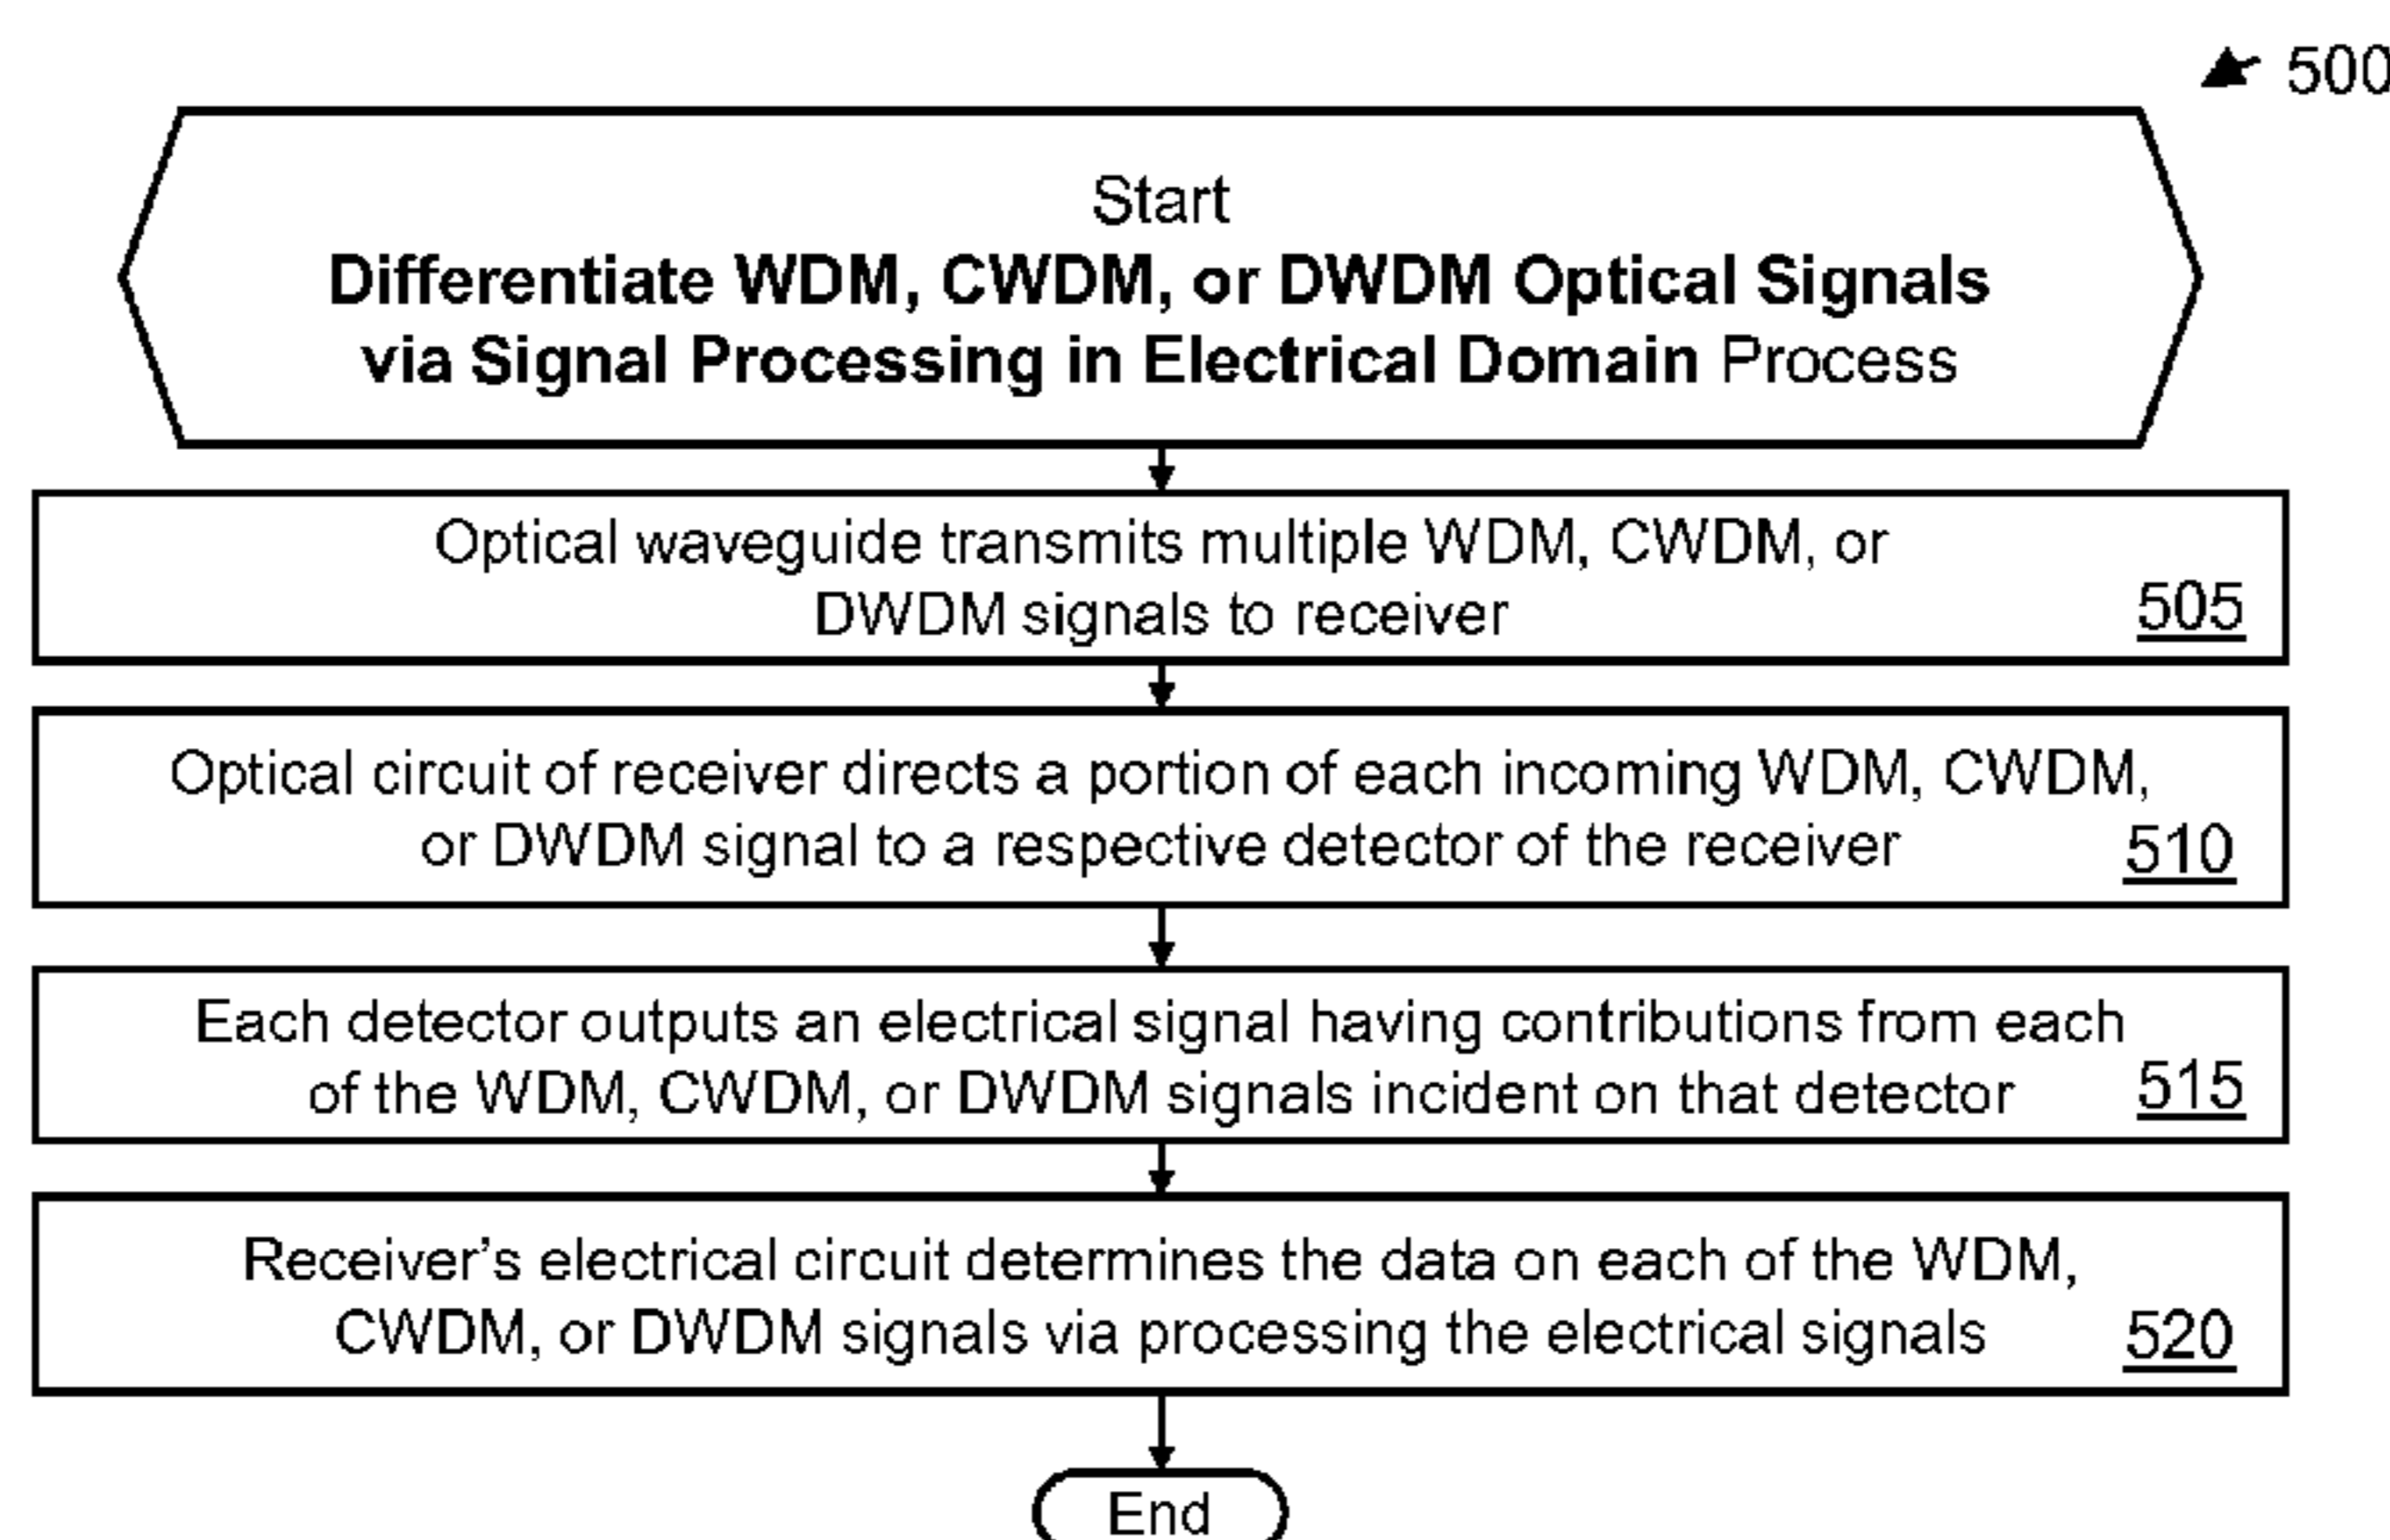 500
Start
Differentiate WDM, CWDM, or DWDM Optical Signals
via Signal Processing in Electrical Domain Process
Optical waveguide transmits multiple WDM, CWDM, or
DWDM signals to receiver
505
Optical circuit of receiver directs a portion of each incoming WDM, CWDM,
or DWDM signal to a respective detector of the receiver
510
Each detector outputs an electrical signal having contributions from each
of the WDM, CWDM, or DWDM signals incident on that detector
515
Receiver's electrical circuit determines the data on each of the WDM,
CWDM, or DWDM signals via processing the electrical signals
520
End